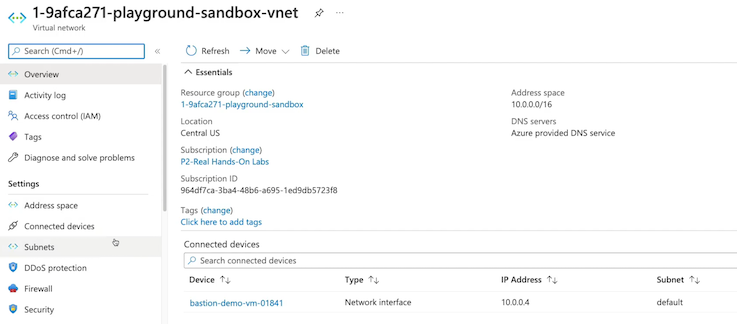 1-9afca271-playground-sandbox-vnet
Virtual network
Search (Cmd+/)
Overview
Activity log
Access control (IAM)
Tags
Diagnose and solve problems
Settings
Address space
Connected devices
Subnets
DDoS protection
Firewall
Security
Refresh
Move
Delete
Essentials
Resource group (change)
1-9afca271-playground-sandbox
Location
Central US
Subscription (change)
P2-Real Hands-On Labs
Subscription ID
964df7ca-3ba4-48b6-a695-1ed9db5723f8
Tags (change)
Click here to add tags
Address space
10.0.0.0/16
DNS servers
Azure provided DNS service
Connected devices
Search connected devices
Device Type IP Address Subnet
bastion-demo-vm-01841 Network interface 10.0.0.4 default